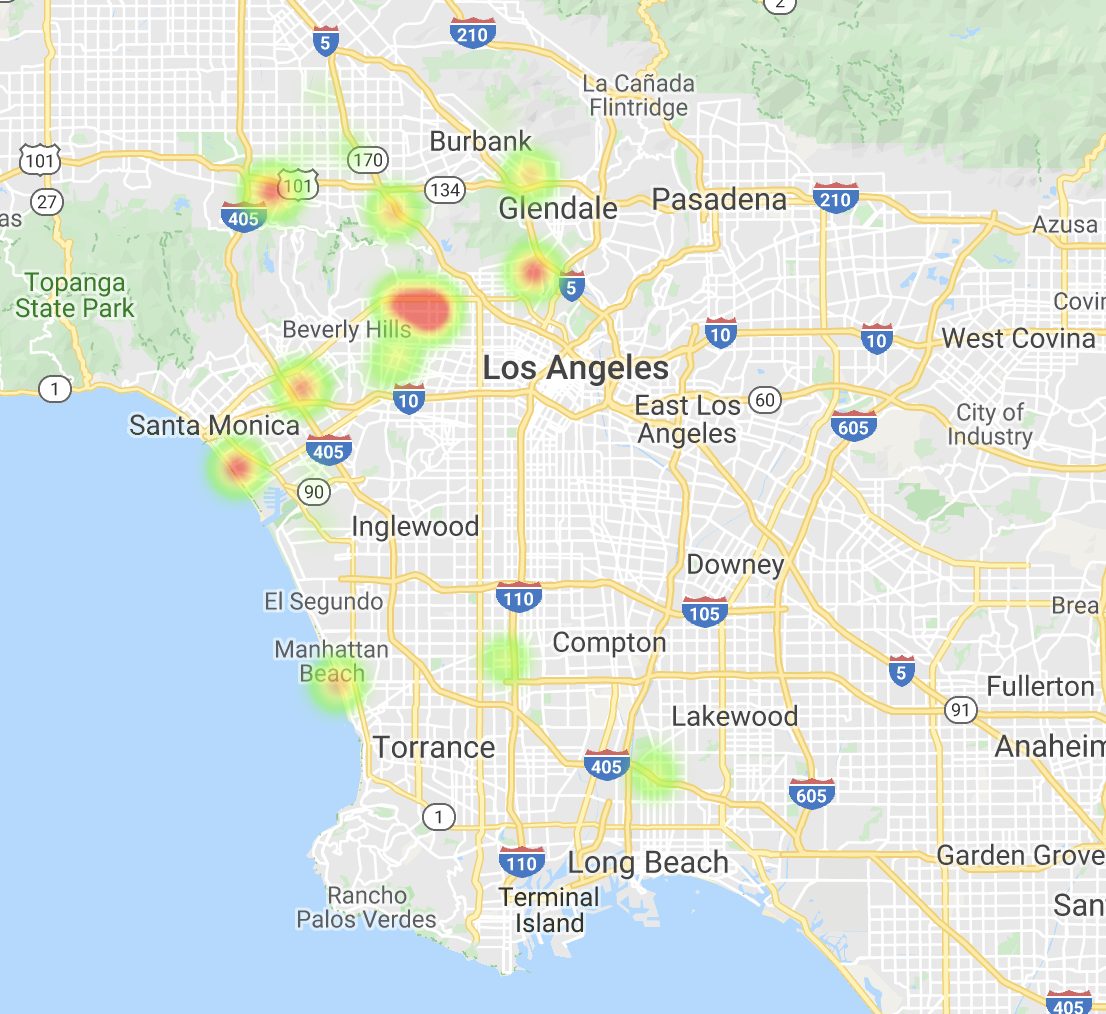 2
5
210
La Cañada
Flintridge
Burbank
101
170
101
134
27
405
as
Glendale
Pasadena
210
Azusa
Topanga
State Park
5
Covir
Beverly Hills
10
10
West Covina
Los Angeles
1
10
60
East Los
Angeles
City of
Industry
Santa Monica
405
605
90
Inglewood
Downey
El Segundo
110
105
Brea
Compton
Manhattan
Beach
5
Fullerton
91
Lakewood
Torrance
Anaheim
405
605
1
110
Long Beach
Garden Grove
Rancho
Palos Verdes
Terminal
Island
San
405